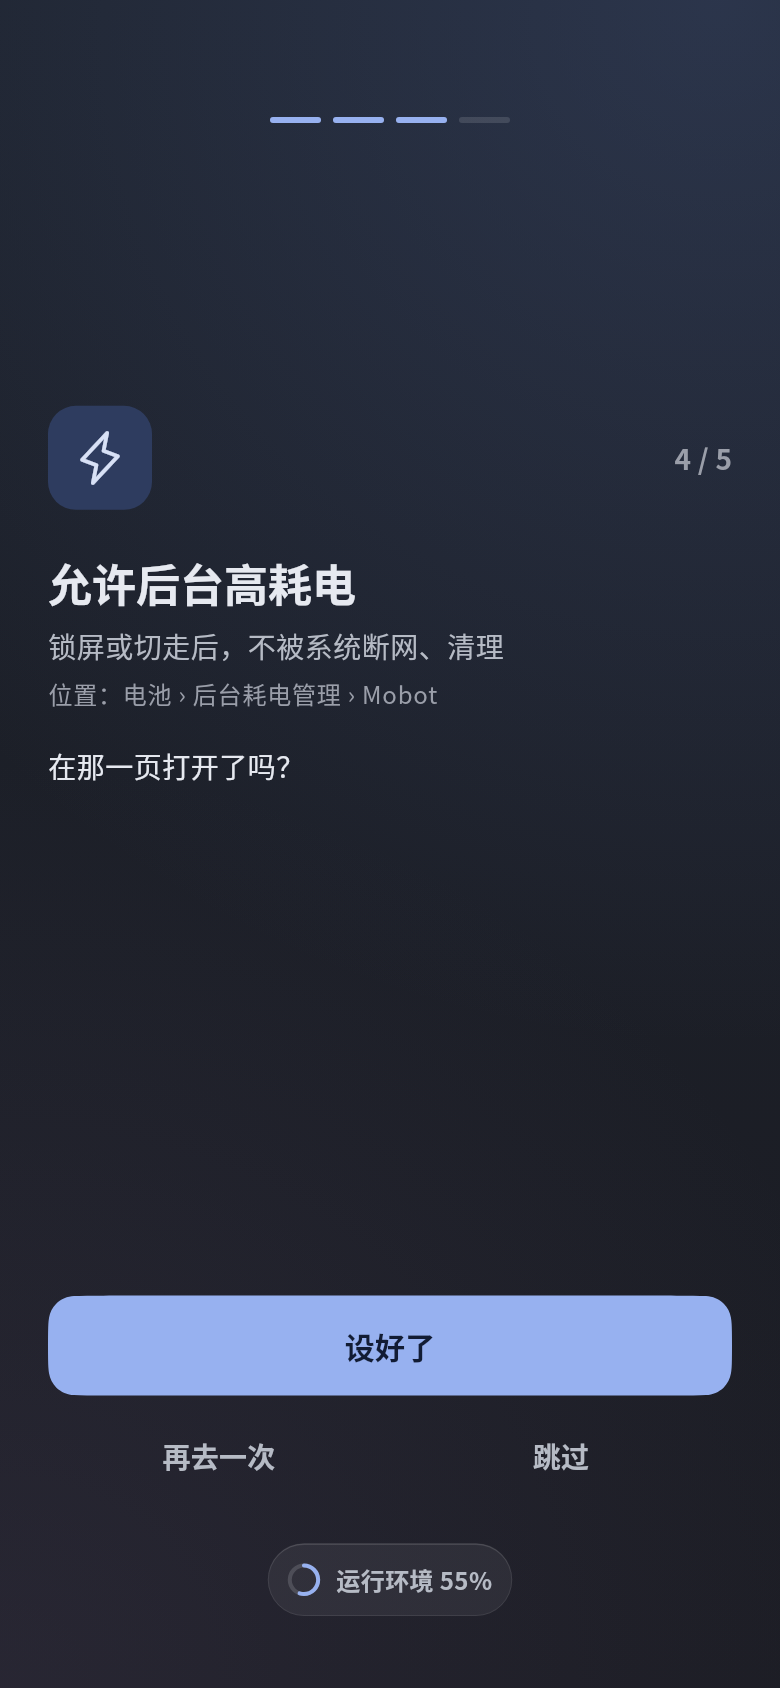 4 / 5
允许后台高耗电
锁屏或切走后，不被系统断网、清理
位置：电池 › 后台耗电管理 › Mobot
在那一页打开了吗？
设好了
再去一次
跳过
运行环境 55%